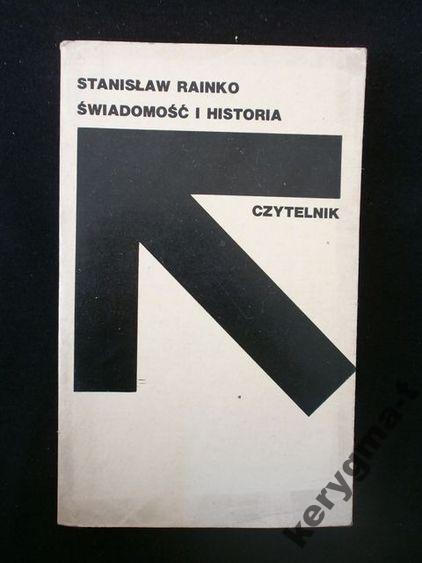 STANISŁAW RAINKO
ŚWIADOMOŚĆ I HISTORIA
CZYTELNIK
kerygma-t